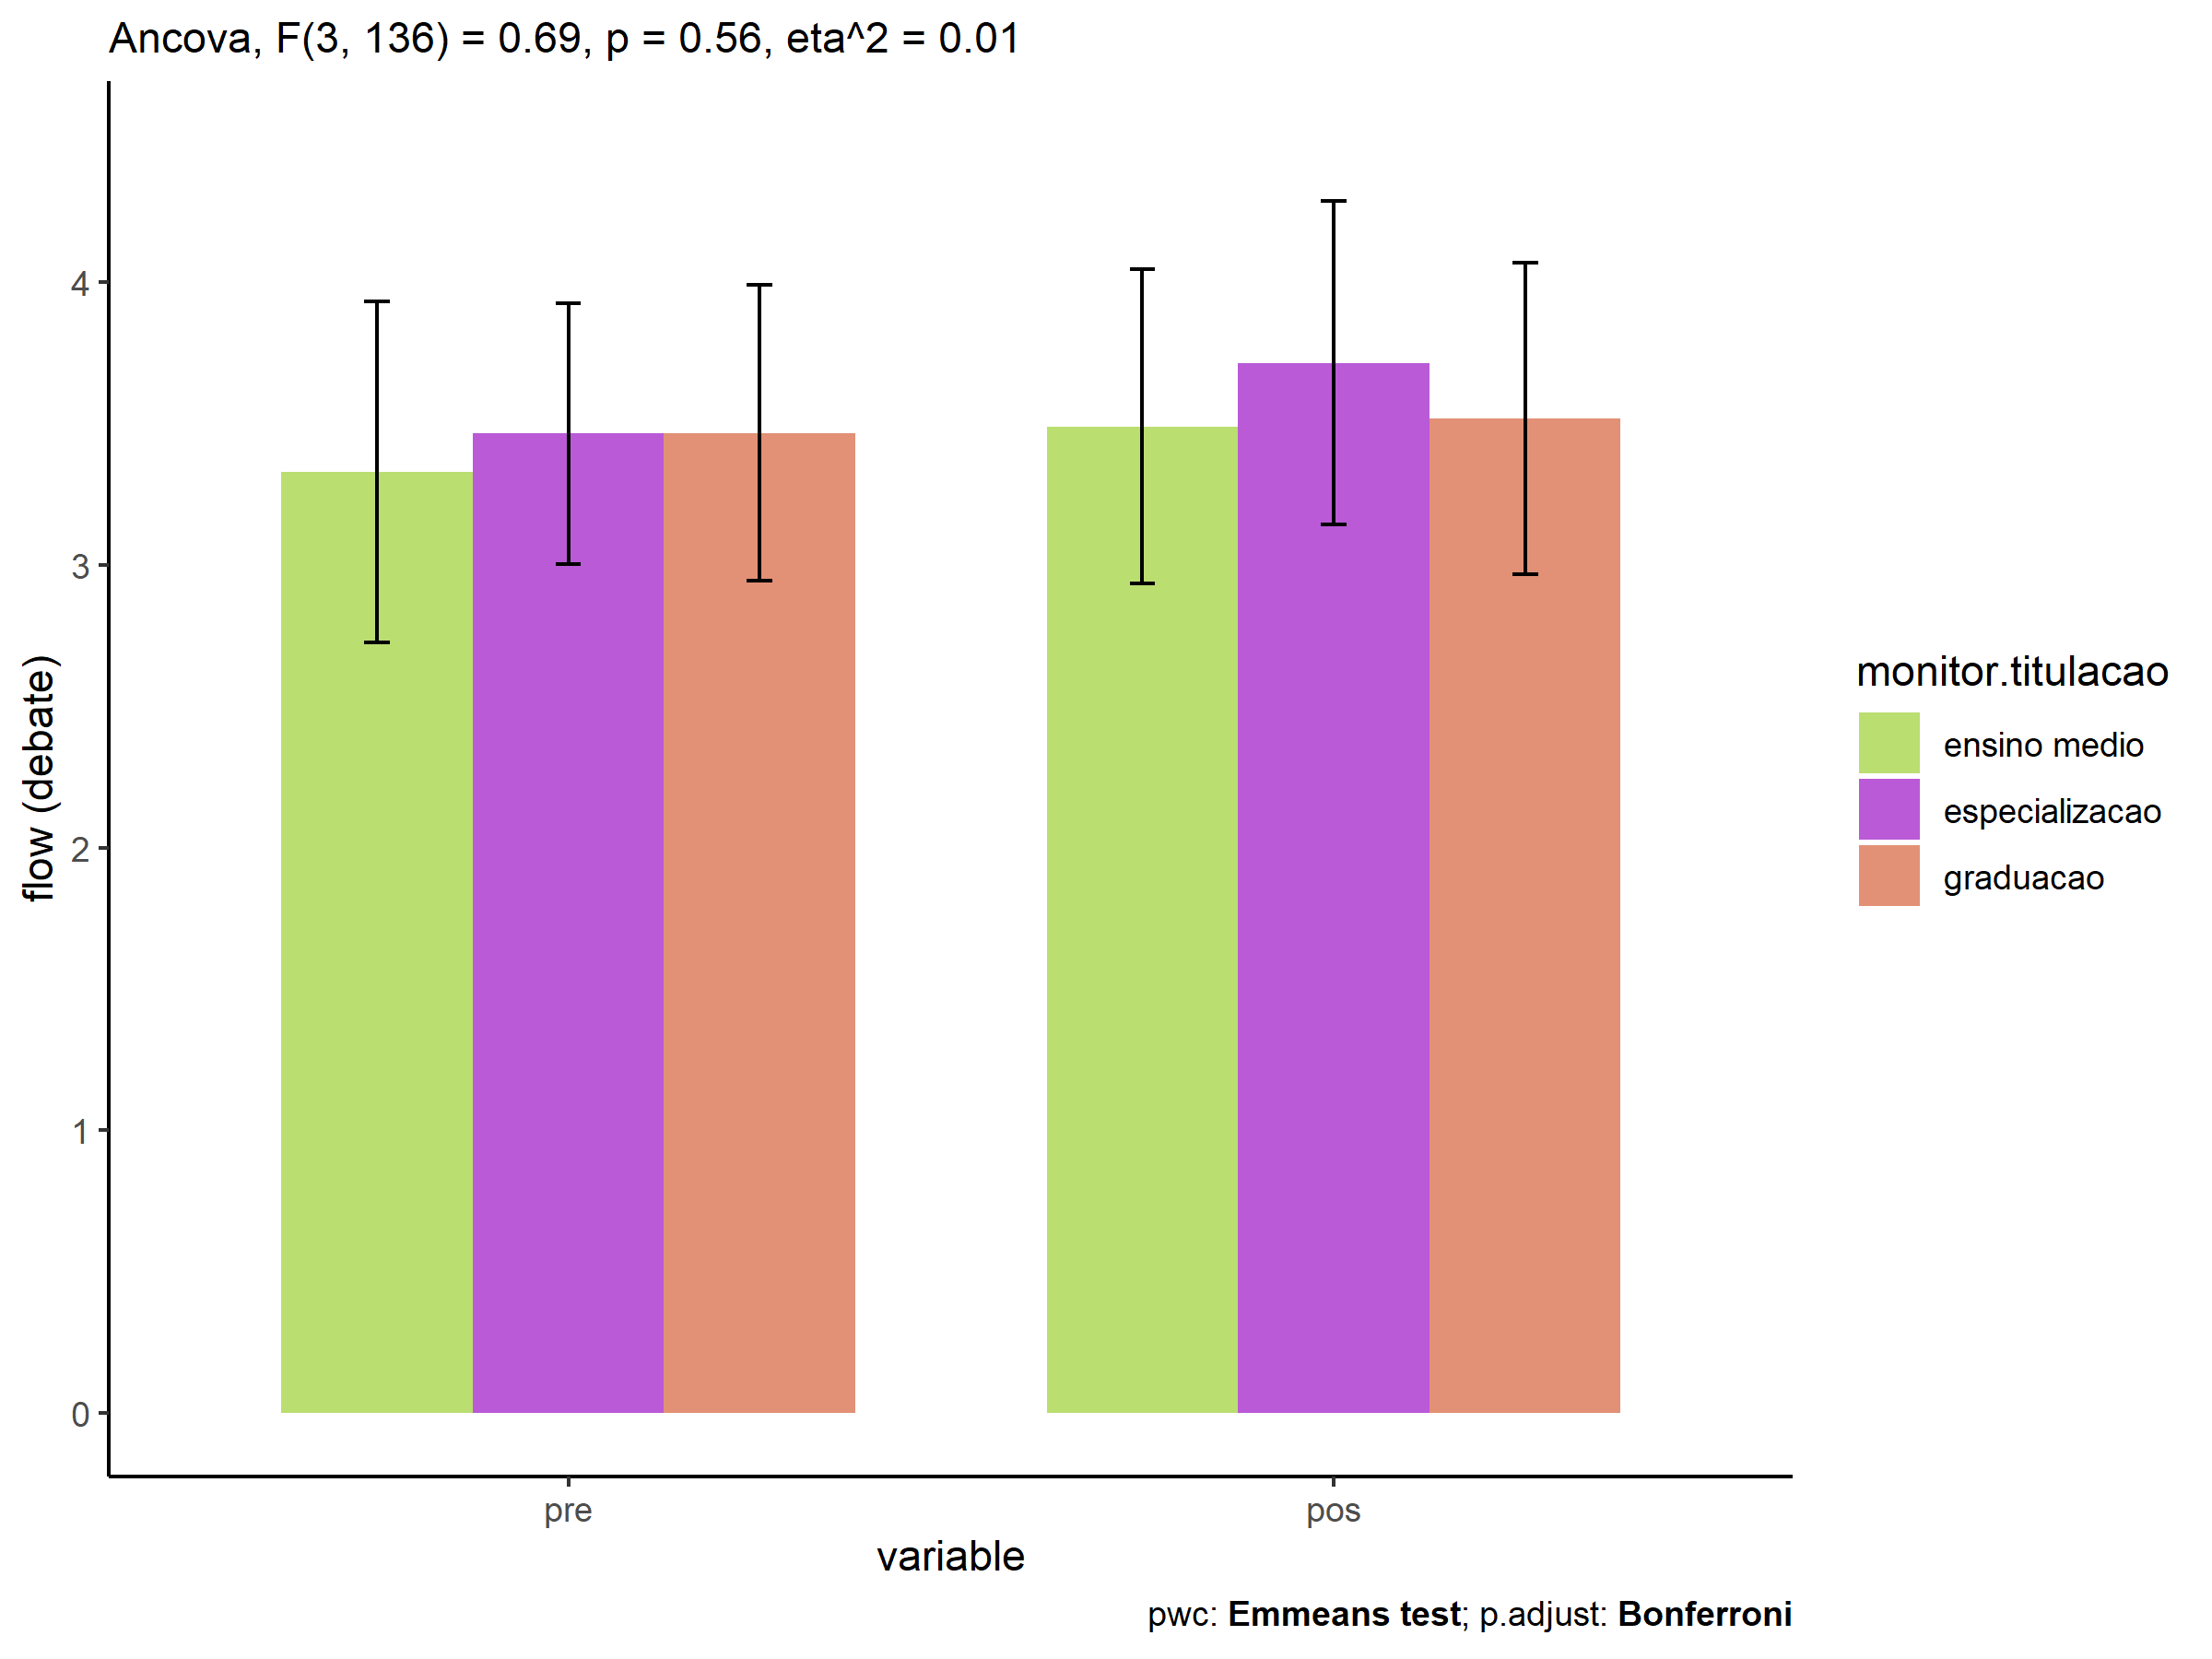 Ancova, F(3, 136) = 0.69, p = 0.56, eta^2 = 0.01
flow (debate)
4
3
2
1
0
pre
pos
variable
monitor.titulacao
ensino medio
especializacao
graduacao
pwc: Emmeans test; p.adjust: Bonferroni